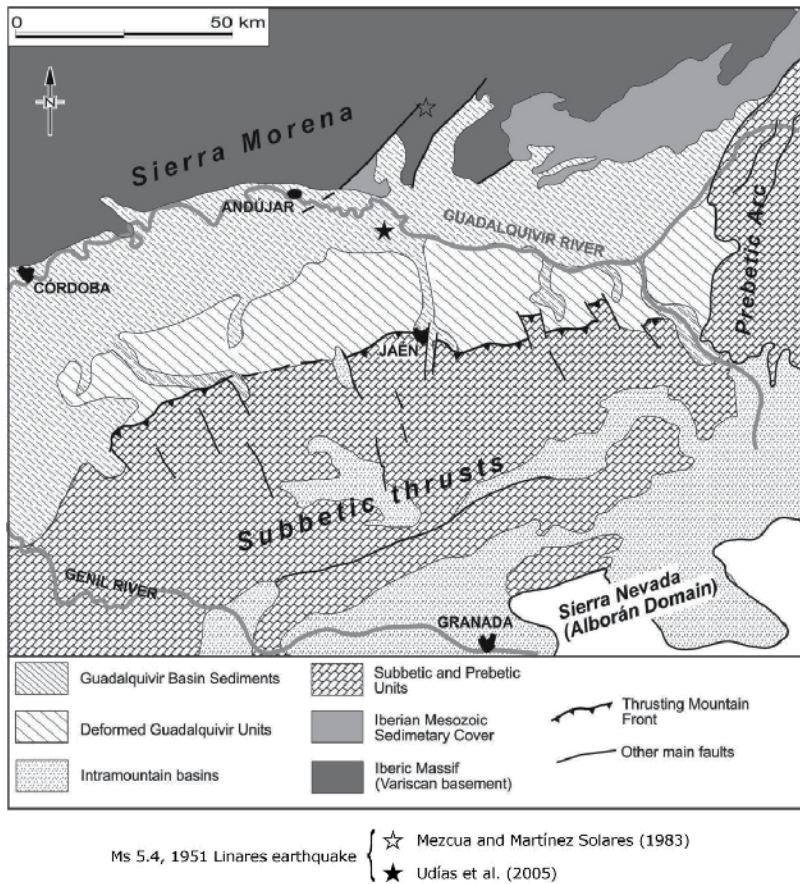 0 50 km
N
Sierra Morena
ANDÚJAR
GUADALQUIVIR RIVER
CÓRDOBA
JAÉN
Prebetic Arc
Subbetic thrusts
GENIL RIVER
GRANADA
Sierra Nevada
(Alborán Domain)
Guadalquivir Basin Sediments
Deformed Guadalquivir Units
Intramountain basins
Subbetic and Prebetic
Units
Iberian Mesozoic
Sedimetary Cover
Iberic Massif
(Variscan basement)
Thrusting Mountain
Front
Other main faults
Ms 5.4, 1951 Linares earthquake
Mezcua and Martínez Solares (1983)
Udías et al. (2005)